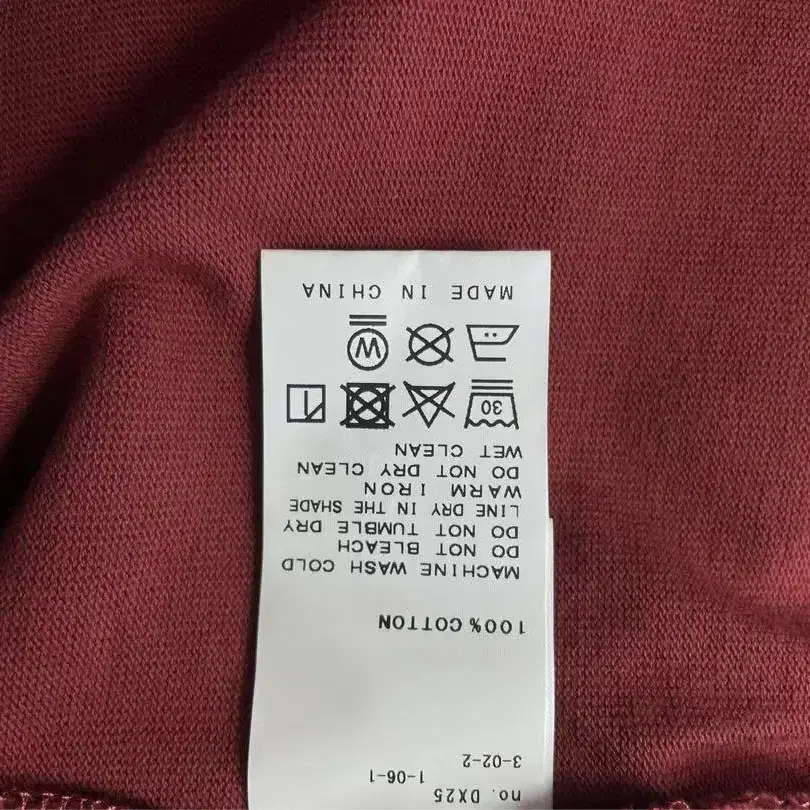 no. DX25
1-06-1
3-02-2
100% COTTON
MACHINE WASH COLD
DO NOT BLEACH
DO NOT TUMBLE DRY
LINE DRY IN THE SHADE
WARM IRON
DO NOT DRY CLEAN
WET CLEAN
30
W
MADE IN CHINA